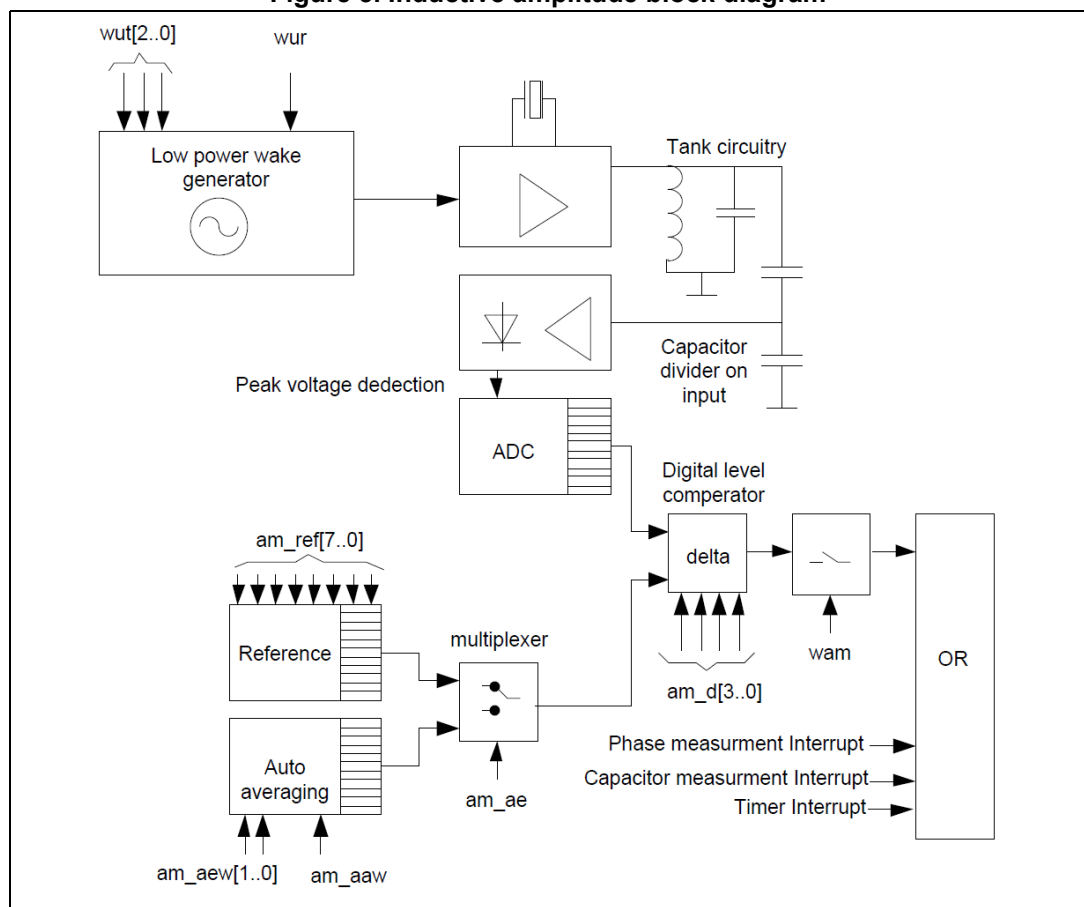 Figure 3. Inductive amplitude block diagram
wut[2..0]
wur
Low power wake
generator
Tank circuitry
Capacitor
divider on
input
Peak voltage dedection
ADC
Digital level
comperator
delta
am_d[3..0]
wam
OR
am_ref[7..0]
Reference
multiplexer
am_ae
Auto
averaging
am_aew[1..0]
am_aaw
Phase measurment Interrupt
Capacitor measurment Interrupt
Timer Interrupt